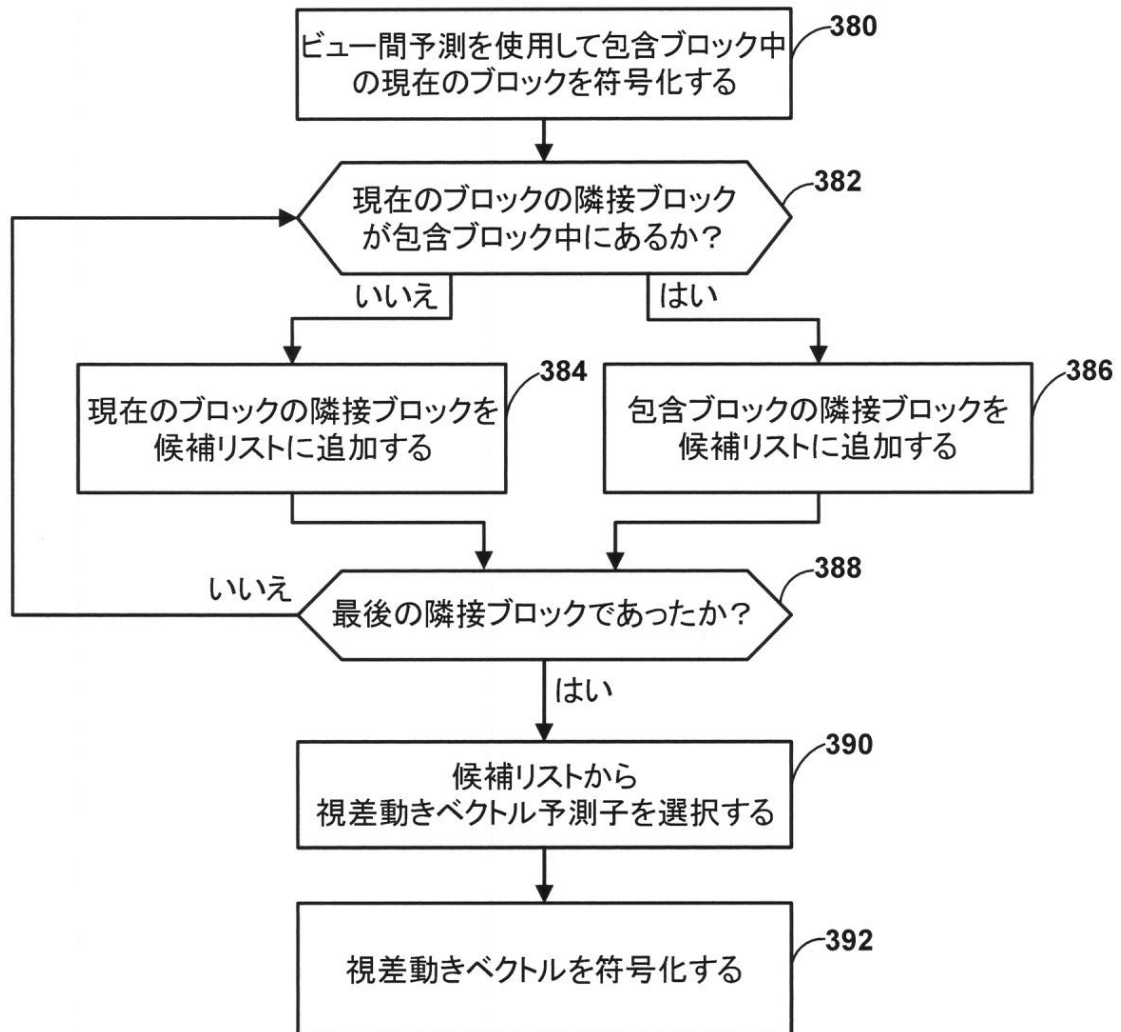 ビュー間予測を使用して包含ブロック中
の現在のブロックを符号化する
380
現在のブロックの隣接ブロック
が包含ブロック中にあるか?
382
いいえ
はい
現在のブロックの隣接ブロックを
候補リストに追加する
384
包含ブロックの隣接ブロックを
候補リストに追加する
386
いいえ
最後の隣接ブロックであったか?
388
はい
候補リストから
視差動きベクトル予測子を選択する
390
視差動きベクトルを符号化する
392